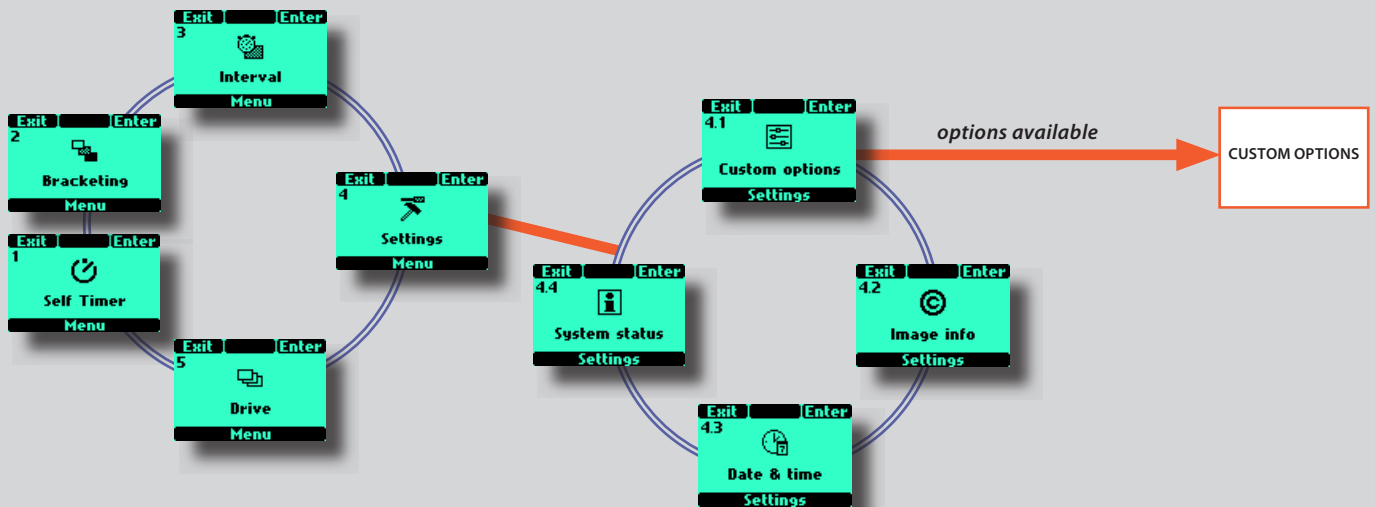 Exit Enter
3
Interval
Menu
Exit Enter
2
Bracketing
Menu
Exit Enter
1
Self Timer
Menu
Exit Enter
5
Drive
Menu
Exit Enter
4
Settings
Menu
Exit Enter
4.1
Custom options
Settings
options available
CUSTOM OPTIONS
Exit Enter
4.4
System status
Settings
Exit Enter
4.2
Image info
Settings
Exit Enter
4.3
Date & time
Settings